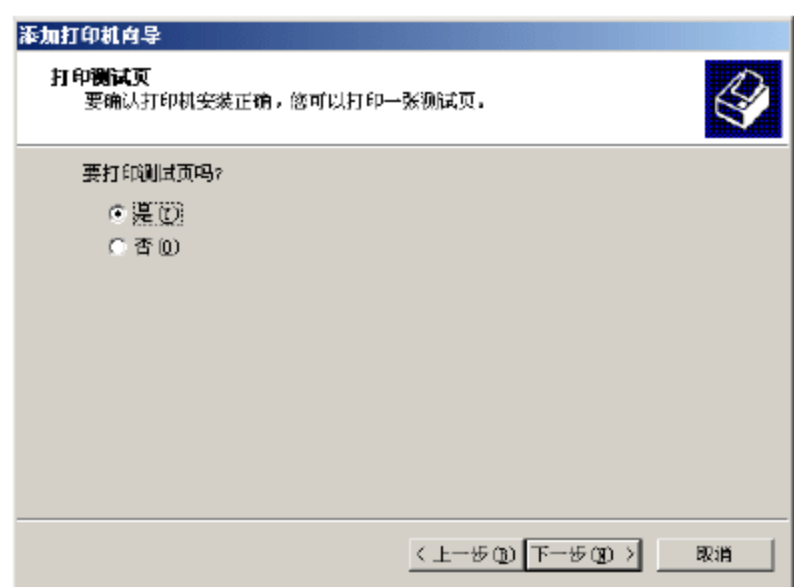 添加打印机向导
打印测试页
要确认打印机安装正确，您可以打印一张测试页。
要打印测试页吗?
是(Y)
否(O)
< 上一步(B) 下一步(N) > 取消